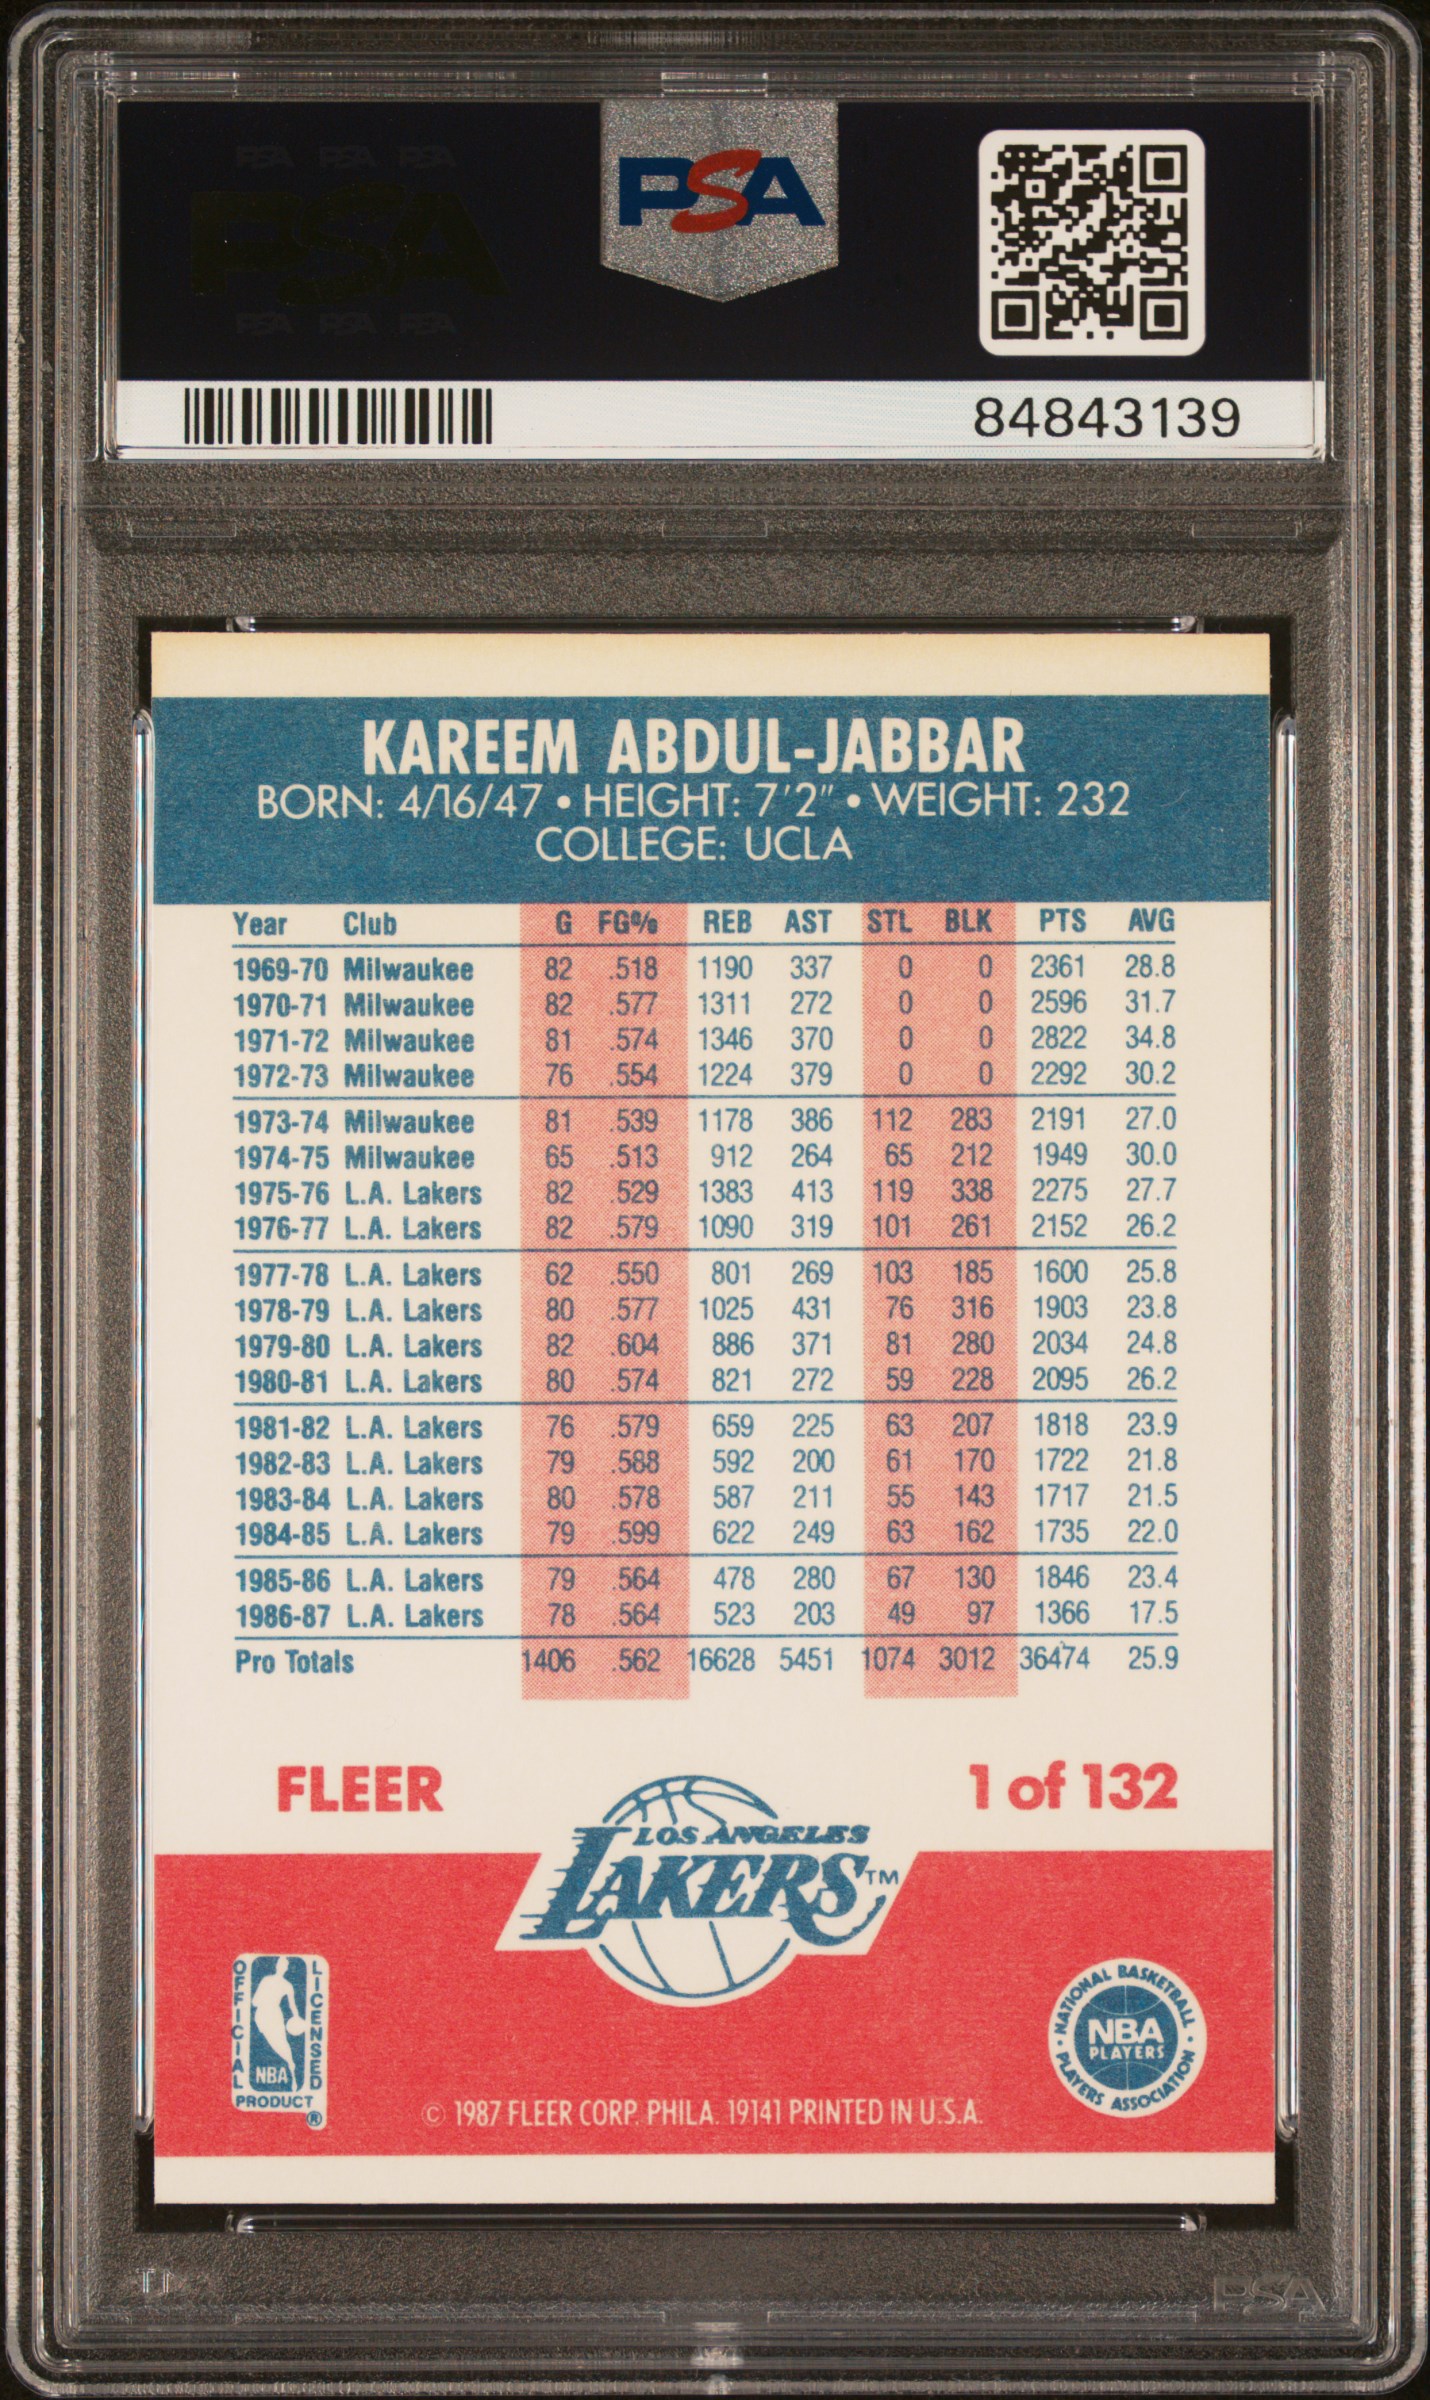 PSA PSA PSA
PSA
PSA PSA PSA
PSA
84843139
KAREEM ABDUL-JABBAR
BORN: 4/16/47 • HEIGHT: 7'2" • WEIGHT: 232
COLLEGE: UCLA
Year Club G FG% REB AST STL BLK PTS AVG
1969-70 Milwaukee 82 .518 1190 337 0 0 2361 28.8
1970-71 Milwaukee 82 .577 1311 272 0 0 2596 31.7
1971-72 Milwaukee 81 .574 1346 370 0 0 2822 34.8
1972-73 Milwaukee 76 .554 1224 379 0 0 2292 30.2
1973-74 Milwaukee 81 .539 1178 386 112 283 2191 27.0
1974-75 Milwaukee 65 .513 912 264 65 212 1949 30.0
1975-76 L.A. Lakers 82 .529 1383 413 119 338 2275 27.7
1976-77 L.A. Lakers 82 .579 1090 319 101 261 2152 26.2
1977-78 L.A. Lakers 62 .550 801 269 103 185 1600 25.8
1978-79 L.A. Lakers 80 .577 1025 431 76 316 1903 23.8
1979-80 L.A. Lakers 82 .604 886 371 81 280 2034 24.8
1980-81 L.A. Lakers 80 .574 821 272 59 228 2095 26.2
1981-82 L.A. Lakers 76 .579 659 225 63 207 1818 23.9
1982-83 L.A. Lakers 79 .588 592 200 61 170 1722 21.8
1983-84 L.A. Lakers 80 .578 587 211 55 143 1717 21.5
1984-85 L.A. Lakers 79 .599 622 249 63 162 1735 22.0
1985-86 L.A. Lakers 79 .564 478 280 67 130 1846 23.4
1986-87 L.A. Lakers 78 .564 523 203 49 97 1366 17.5
Pro Totals 1406 .562 16628 5451 1074 3012 36474 25.9
FLEER
1 of 132
LOS ANGELES
LAKERS™
OFFICIAL
LICENSED
NBA
PRODUCT
®
NATIONAL BASKETBALL
NBA
PLAYERS
• PLAYERS ASSOCIATION •
© 1987 FLEER CORP. PHILA. 19141 PRINTED IN U.S.A.
PSA